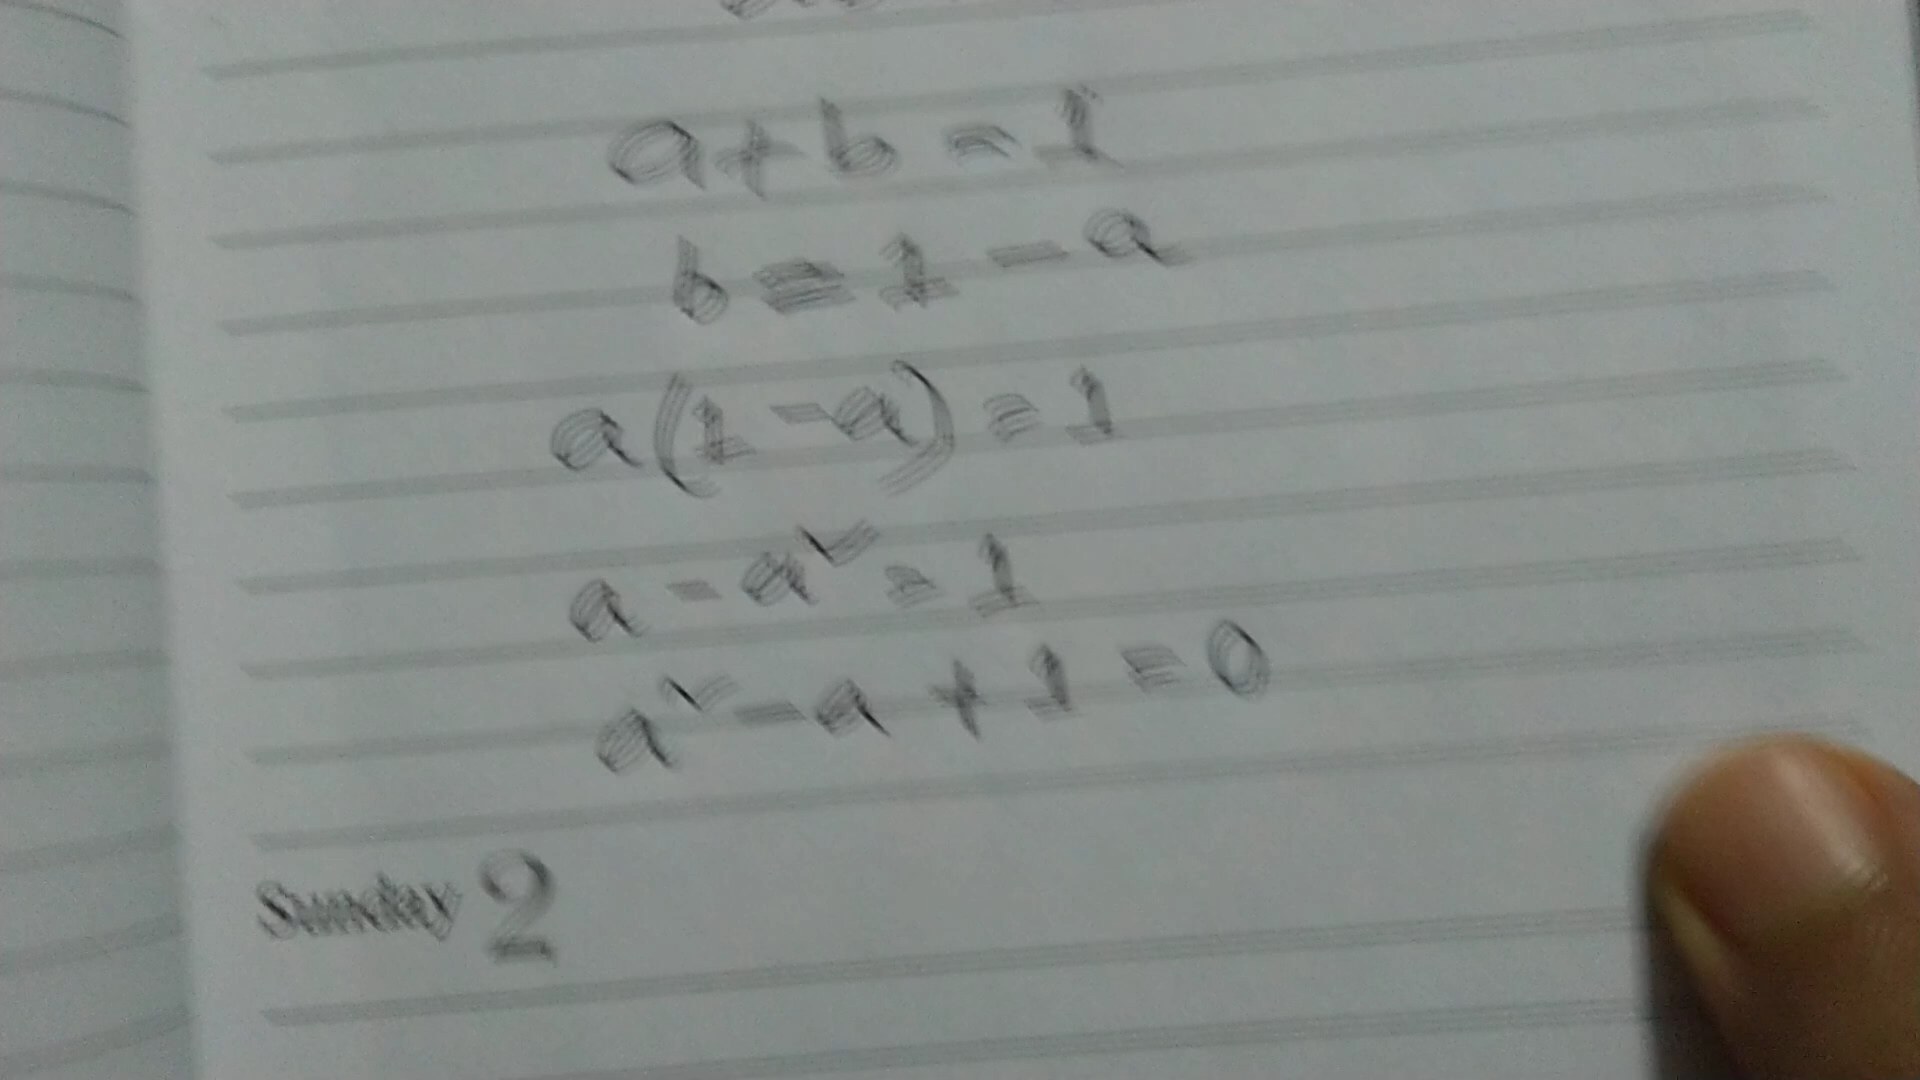 a + b = 1
b = 1 - a
a(1 - a) = 1
a - a² = 1
a² - a + 1 = 0
Sunday 2